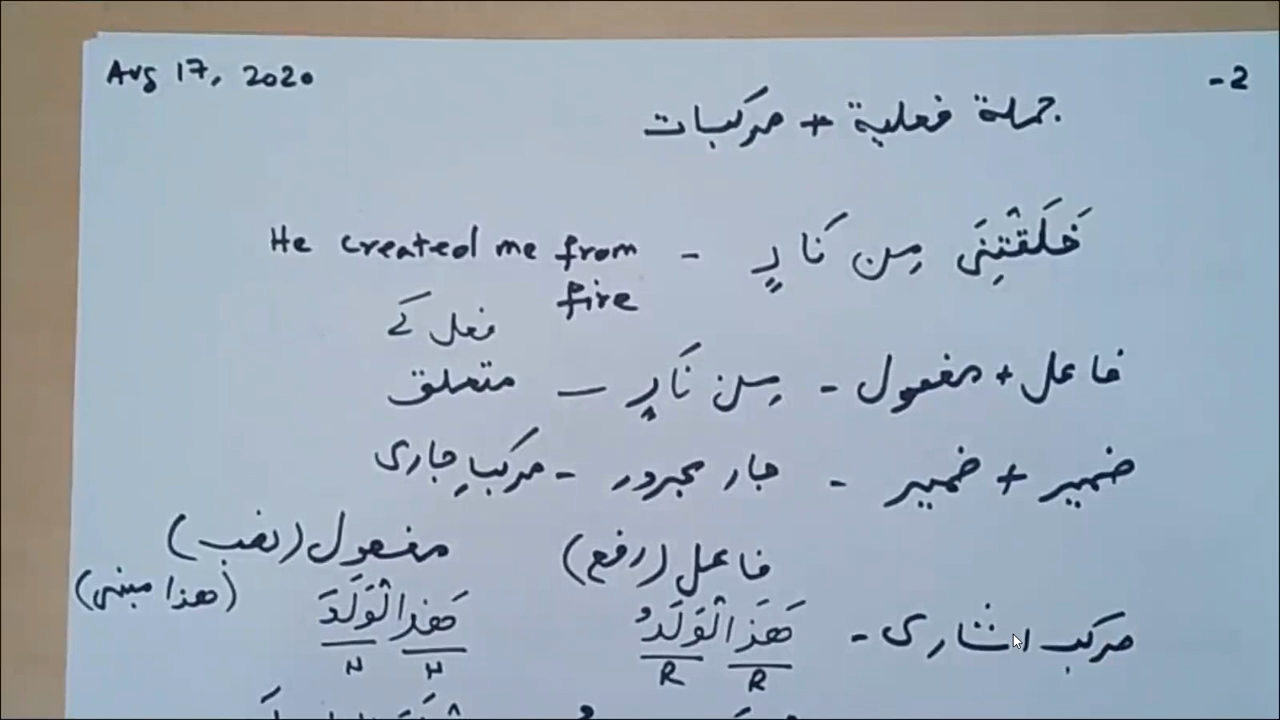 Aug 17, 2020
-2
جملة فعلية + مرکبات
خَلَقْتَنِیْ مِن نَارٍ - He created me from fire
فاعل + مفعول - مِن نَارٍ - فعل کے متعلق
ضمیر + ضمیر - جار مجرور - مرکبِ جاری
فاعل (رفع) مفعول (نصب)
مرکب اشاری - هَذَا الْوَلَدُ هَذَا الْوَلَدَ (هذا مبنی)
R R N N